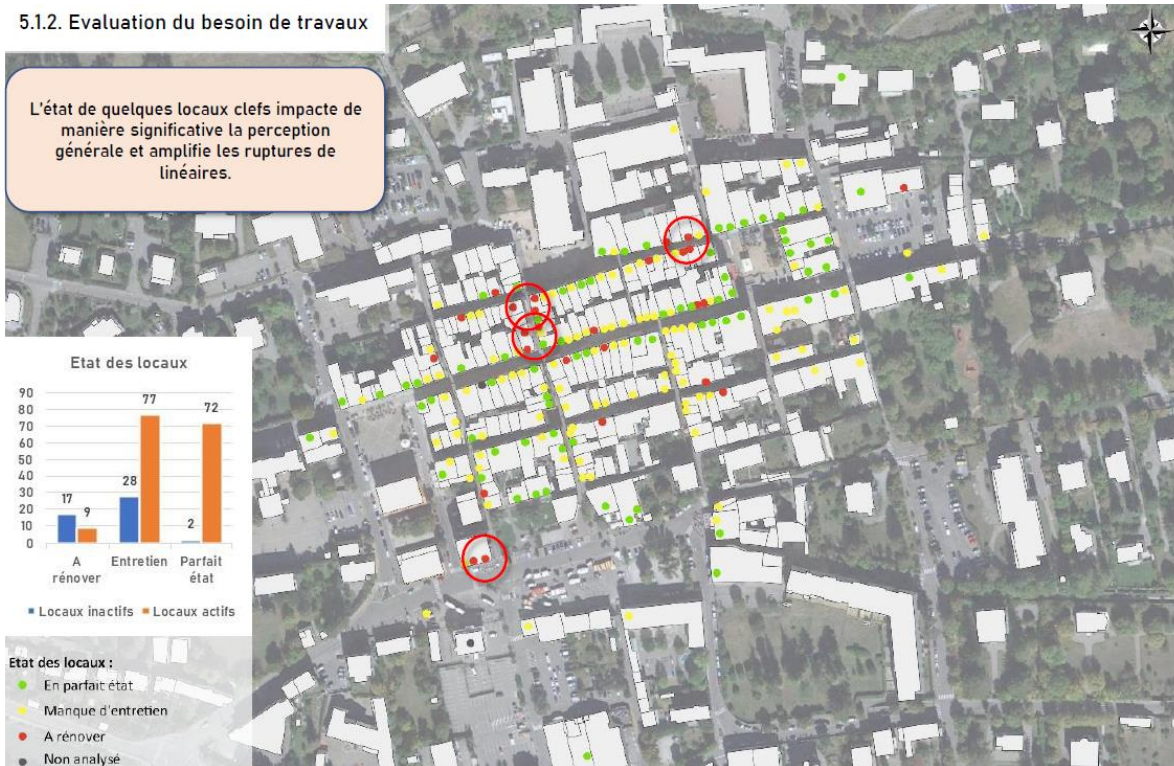 5.1.2. Evaluation du besoin de travaux
L'état de quelques locaux clefs impacte de
manière significative la perception
générale et amplifie les ruptures de
linéaires.
Etat des locaux
90
80
70
60
50
40
30
20
10
0
17
9
28
77
2
72
A
rénover
Entretien
Parfait
état
Locaux inactifs
Locaux actifs
Etat des locaux :
En parfait état
Manque d'entretien
A rénover
Non analysé